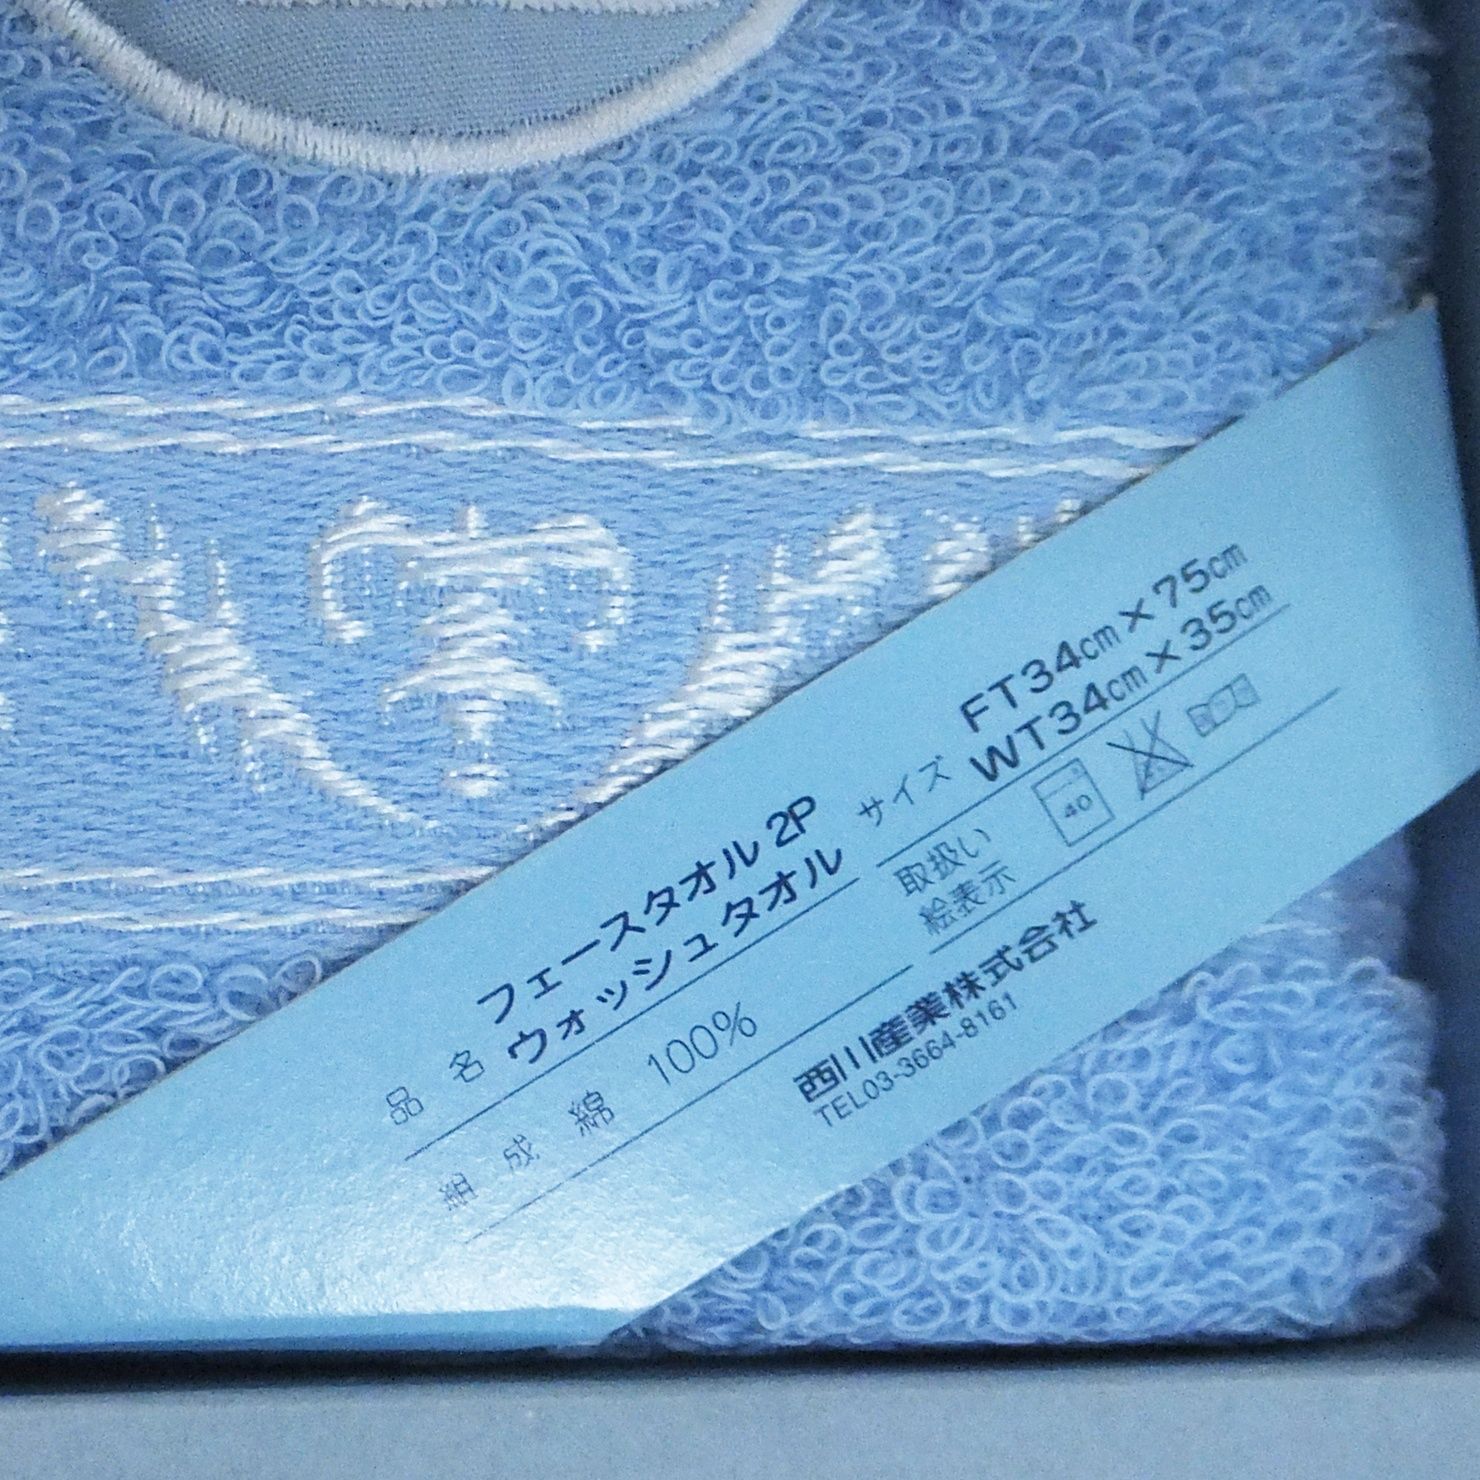 品名 フェースタオル2P
ウォッシュタオル
サイズ FT34cm×75cm
WT34cm×35cm
組成 綿 100%
取扱い
絵表示
40
西川産業株式会社
TEL03-3664-8161